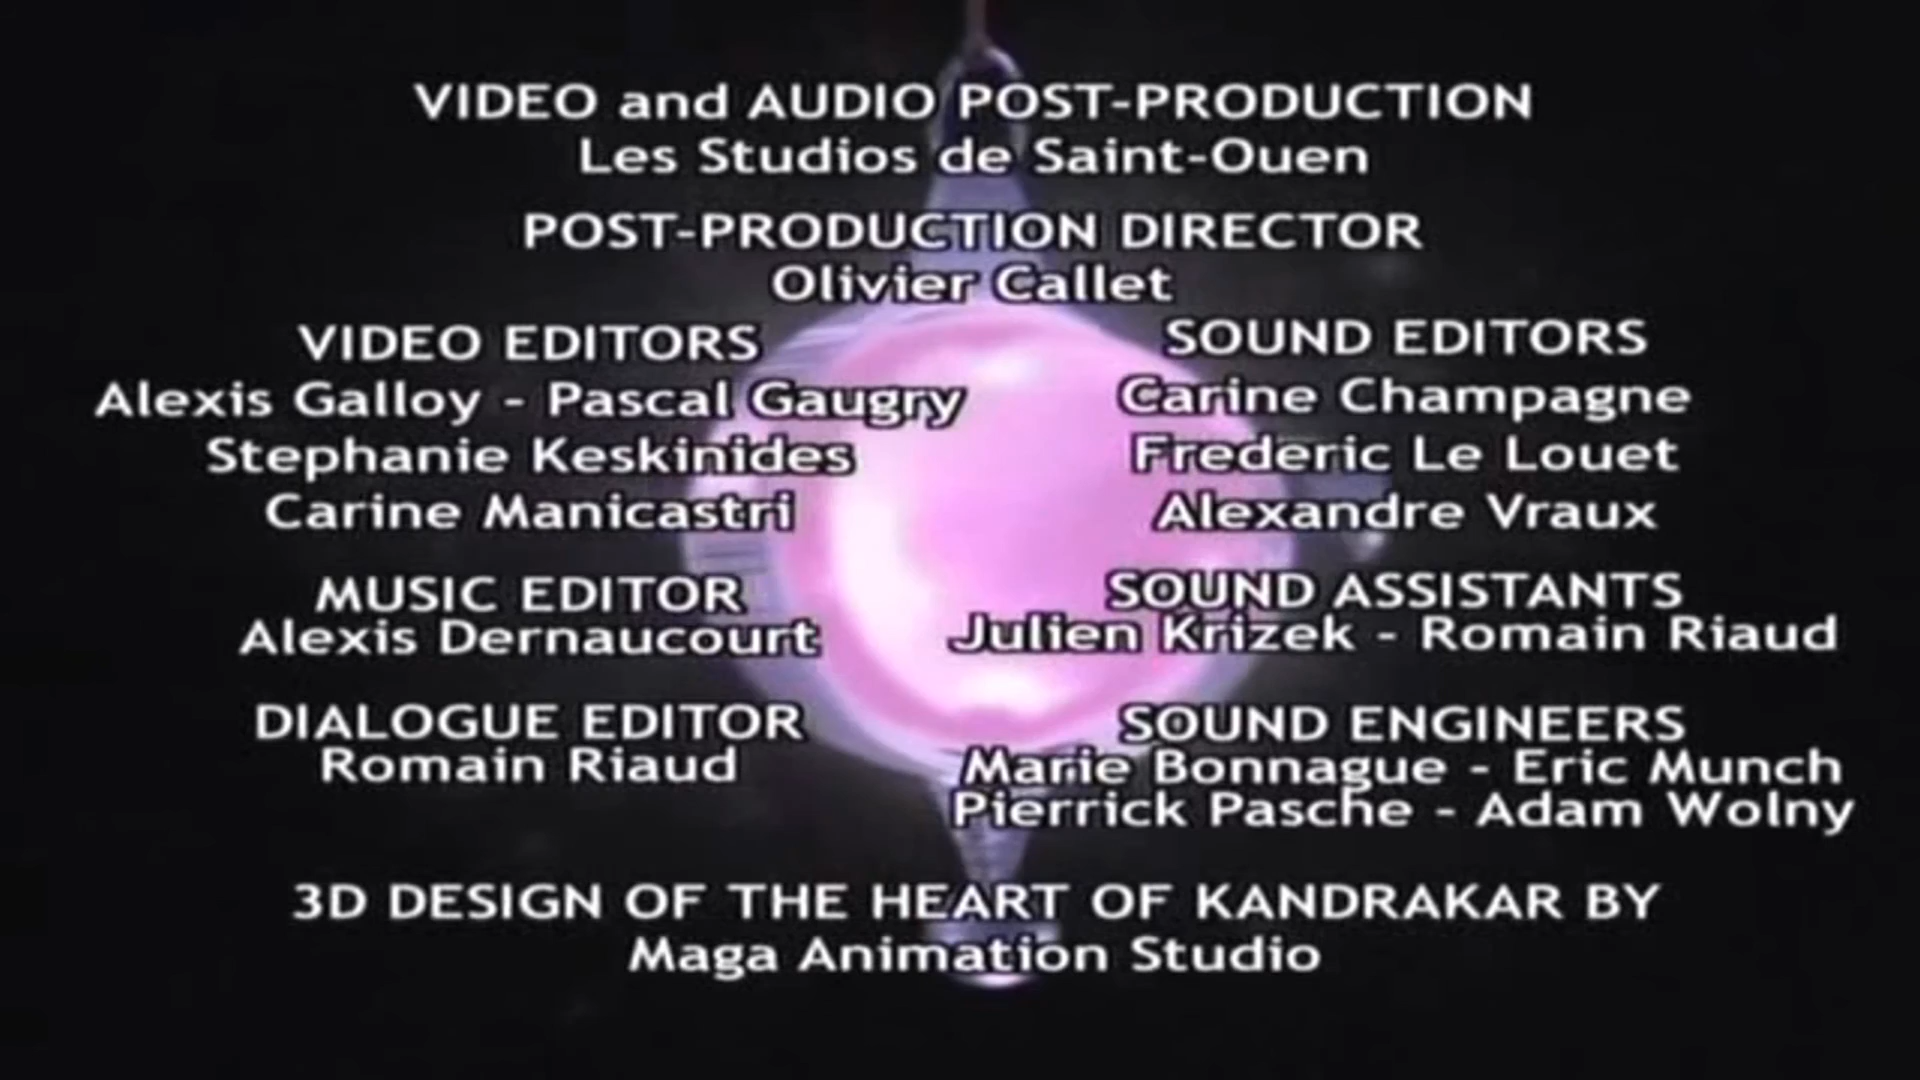 VIDEO and AUDIO POST-PRODUCTION
Les Studios de Saint-Ouen
POST-PRODUCTION DIRECTOR
Olivier Callet
VIDEO EDITORS
Alexis Galloy - Pascal Gaugry
Stephanie Keskinides
Carine Manicastri
SOUND EDITORS
Carine Champagne
Frederic Le Louet
Alexandre Vraux
MUSIC EDITOR
Alexis Dernaucourt
SOUND ASSISTANTS
Julien Krizek - Romain Riaud
DIALOGUE EDITOR
Romain Riaud
SOUND ENGINEERS
Marie Bonnague - Eric Munch
Pierrick Pasche - Adam Wolny
3D DESIGN OF THE HEART OF KANDRAKAR BY
Maga Animation Studio